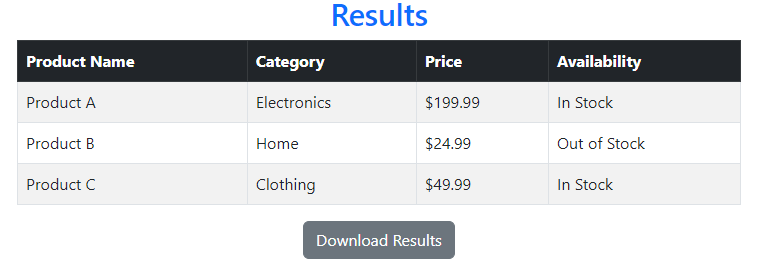 Results
Product Name Category Price Availability
Product A Electronics $199.99 In Stock
Product B Home $24.99 Out of Stock
Product C Clothing $49.99 In Stock
Download Results